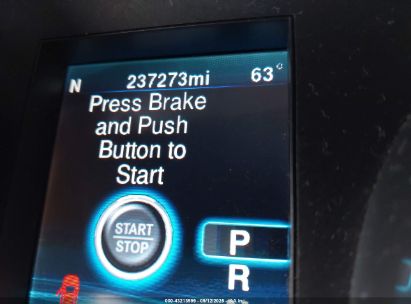 N 237273mi 63°
Press Brake
and Push
Button to
Start
START
STOP
P
R